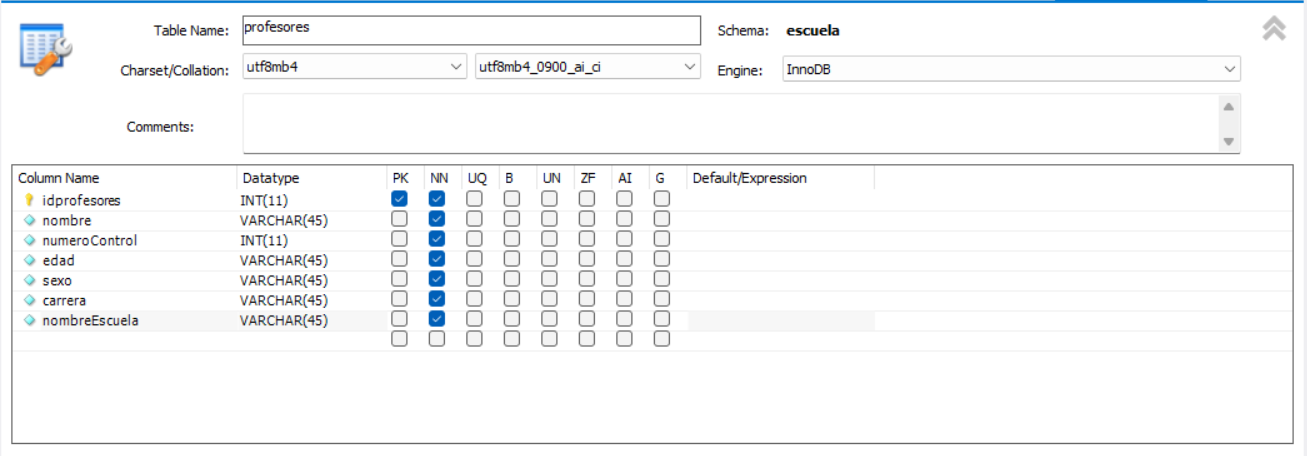 Table Name: profesores Schema: escuela
Charset/Collation: utf8mb4 utf8mb4_0900_ai_ci Engine: InnoDB
Comments:
Column Name Datatype PK NN UQ B UN ZF AI G Default/Expression
idprofesores INT(11)
nombre VARCHAR(45)
numeroControl INT(11)
edad VARCHAR(45)
sexo VARCHAR(45)
carrera VARCHAR(45)
nombreEscuela VARCHAR(45)